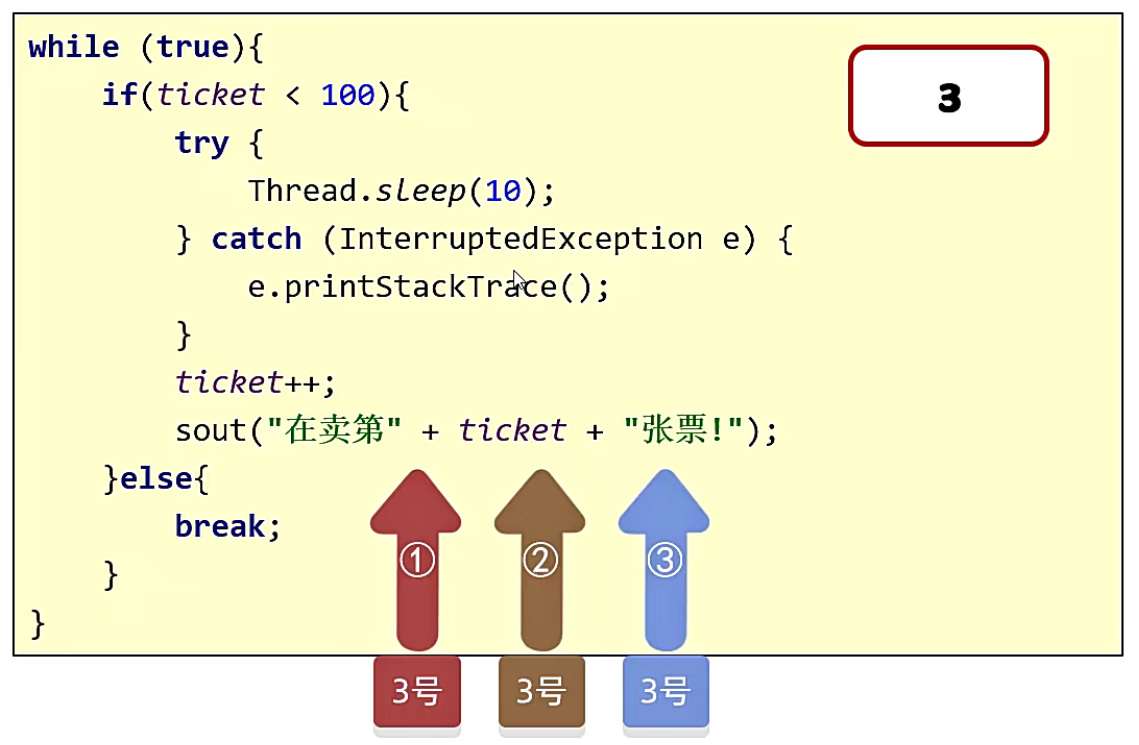 while (true){
if(ticket < 100){
try {
Thread.sleep(10);
} catch (InterruptedException e) {
e.printStackTrace();
}
ticket++;
sout("在卖第" + ticket + "张票!");
}else{
break;
}
}
3
① ② ③
3号 3号 3号